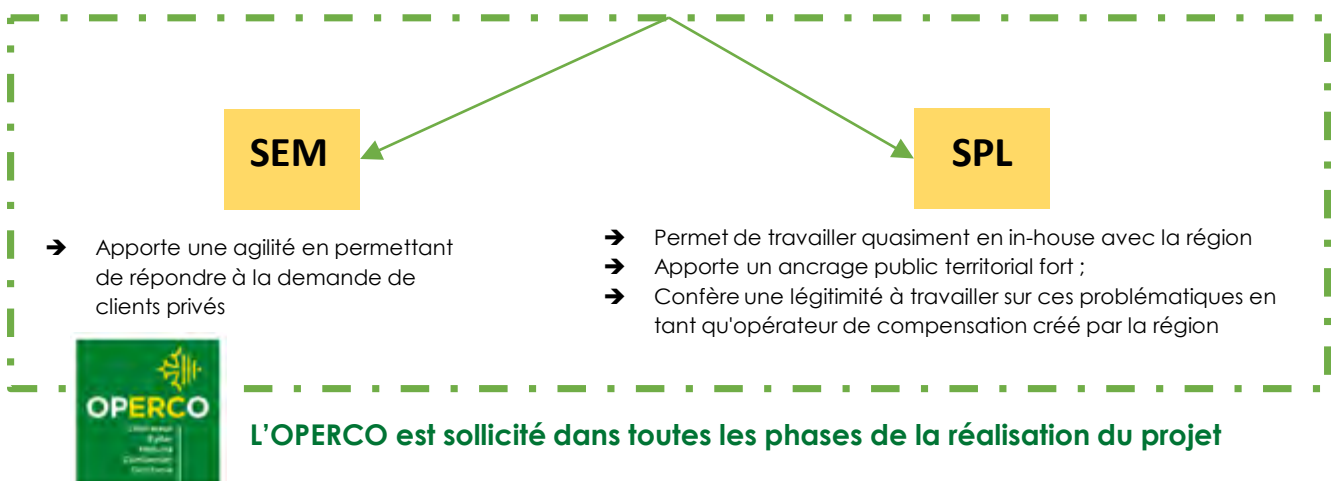 SEM
SPL
➔ Apporte une agilité en permettant
de répondre à la demande de
clients privés
➔ Permet de travailler quasiment en in-house avec la région
➔ Apporte un ancrage public territorial fort ;
➔ Confère une légitimité à travailler sur ces problématiques en
tant qu'opérateur de compensation créé par la région
OPERCO
L'OPERCO est sollicité dans toutes les phases de la réalisation du projet